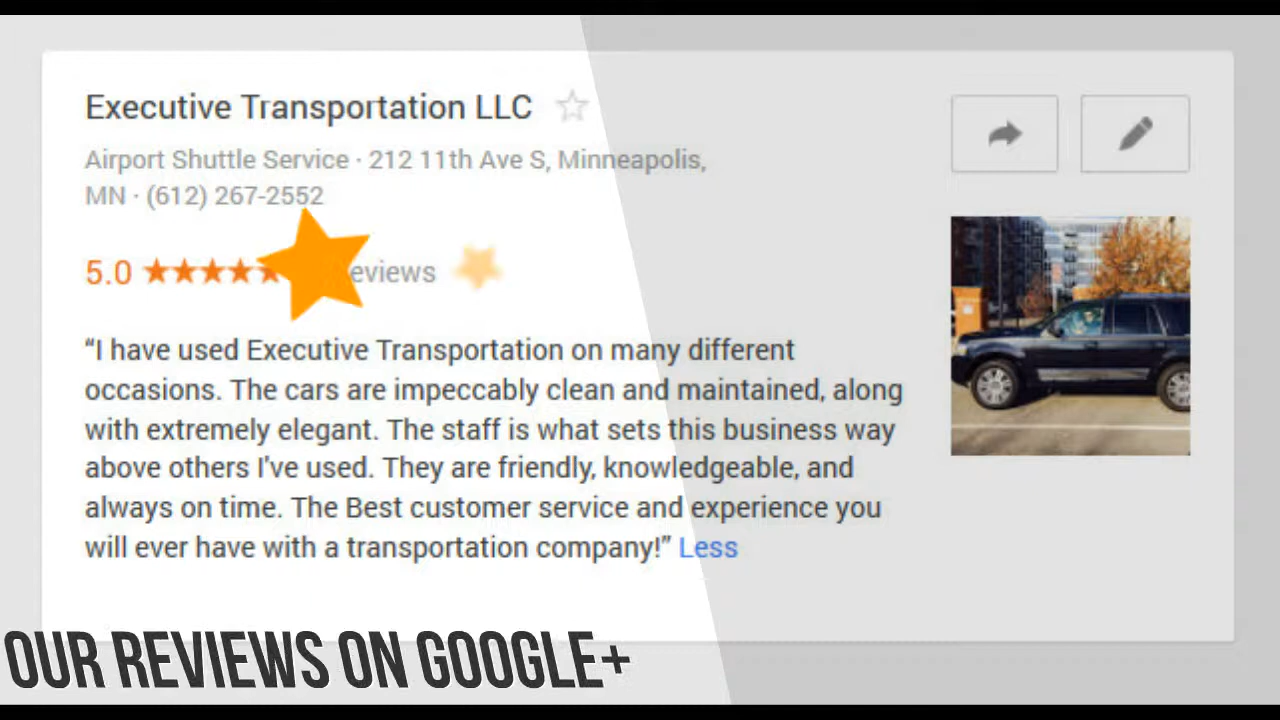 Executive Transportation LLC
Airport Shuttle Service · 212 11th Ave S, Minneapolis,
MN · (612) 267-2552
5.0 eviews
“I have used Executive Transportation on many different
occasions. The cars are impeccably clean and maintained, along
with extremely elegant. The staff is what sets this business way
above others I've used. They are friendly, knowledgeable, and
always on time. The Best customer service and experience you
will ever have with a transportation company!” Less
OUR REVIEWS ON GOOGLE+